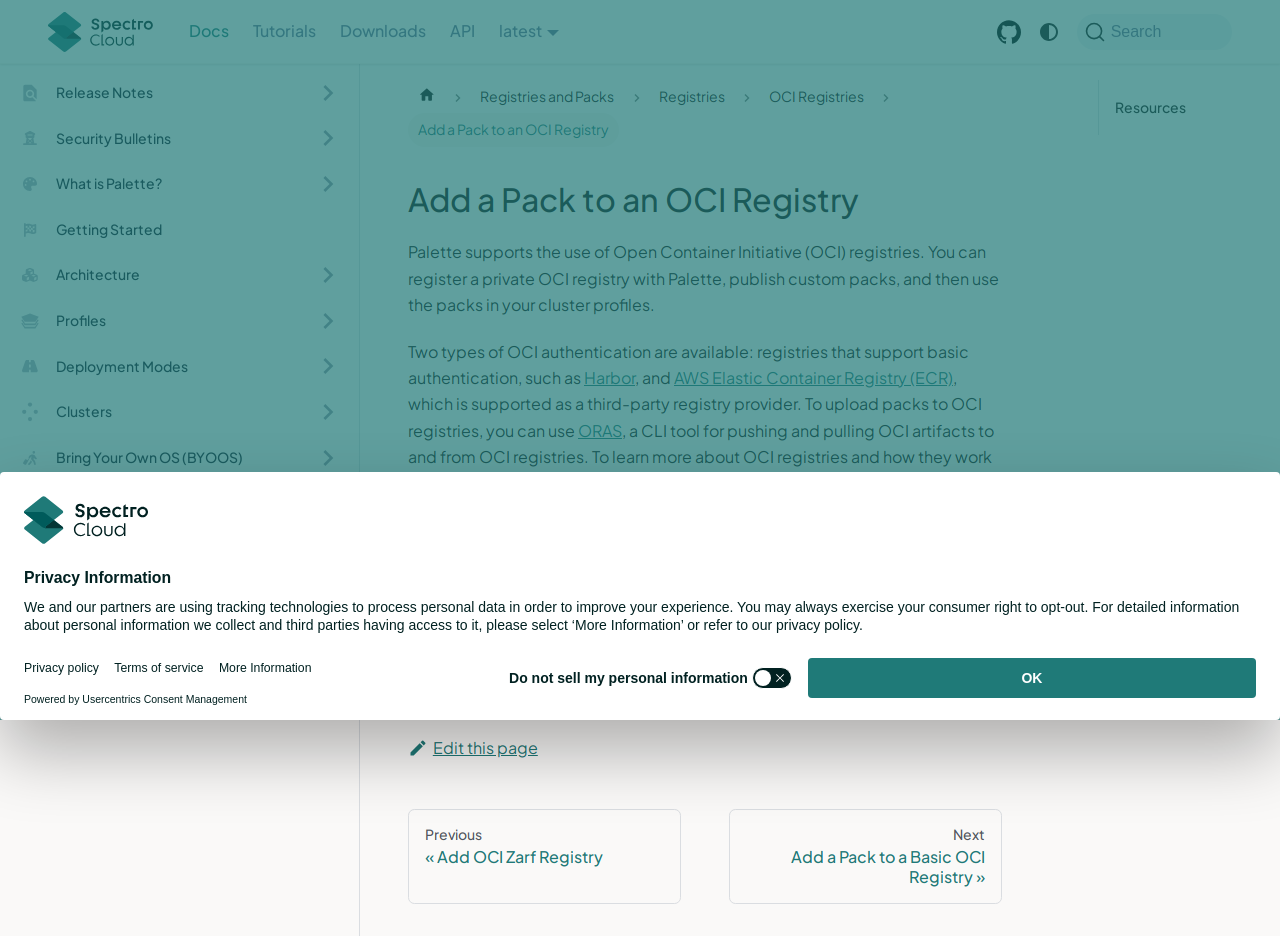 Spectro
Cloud
Docs
Tutorials
Downloads
API
latest
Search
Release Notes
Security Bulletins
What is Palette?
Getting Started
Architecture
Profiles
Deployment Modes
Clusters
Bring Your Own OS (BYOOS)
Registries and Packs
Registries
OCI Registries
Add a Pack to an OCI Registry
Resources
Add a Pack to an OCI Registry
Palette supports the use of Open Container Initiative (OCI) registries. You can
register a private OCI registry with Palette, publish custom packs, and then use
the packs in your cluster profiles.
Two types of OCI authentication are available: registries that support basic
authentication, such as Harbor, and AWS Elastic Container Registry (ECR),
which is supported as a third-party registry provider. To upload packs to OCI
registries, you can use ORAS, a CLI tool for pushing and pulling OCI artifacts to
and from OCI registries. To learn more about OCI registries and how they work
Spectro
Cloud
Privacy Information
We and our partners are using tracking technologies to process personal data in order to improve your experience. You may always exercise your consumer right to opt-out. For detailed information
about personal information we collect and third parties having access to it, please select ‘More Information’ or refer to our privacy policy.
Privacy policy
Terms of service
More Information
Powered by Usercentrics Consent Management
Do not sell my personal information
OK
Edit this page
Previous
« Add OCI Zarf Registry
Next
Add a Pack to a Basic OCI
Registry »